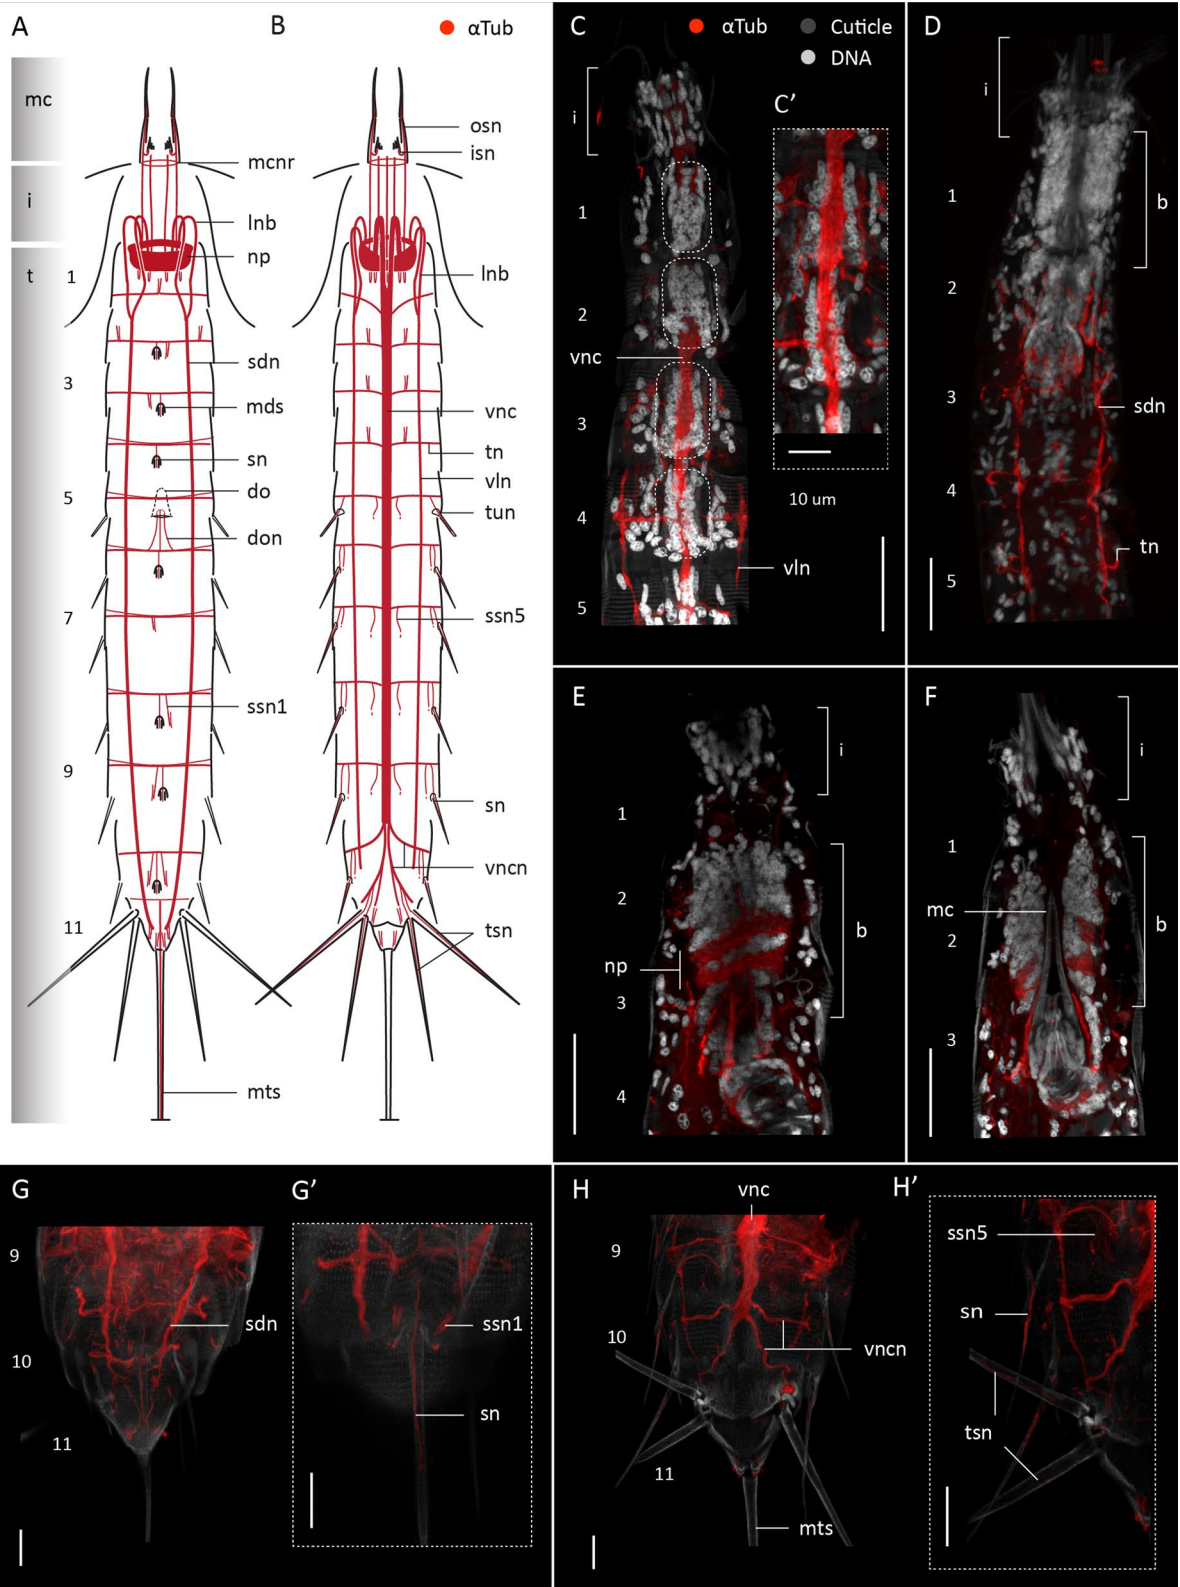 A
B
αTub
mc
i
t
1
3
5
7
9
11
osn
isn
mcnr
lnb
np
lnb
sdn
mds
vnc
sn
tn
do
vln
tun
don
ssn5
ssn1
sn
vncn
tsn
mts
C
αTub
Cuticle
DNA
i
C’
1
2
vnc
3
4
vln
5
10 um
D
i
1
b
2
3
sdn
4
tn
5
E
i
1
2
b
np
3
4
F
i
1
mc
2
b
3
G
9
sdn
10
11
G’
ssn1
sn
H
vnc
9
10
vncn
11
mts
H’
ssn5
sn
tsn